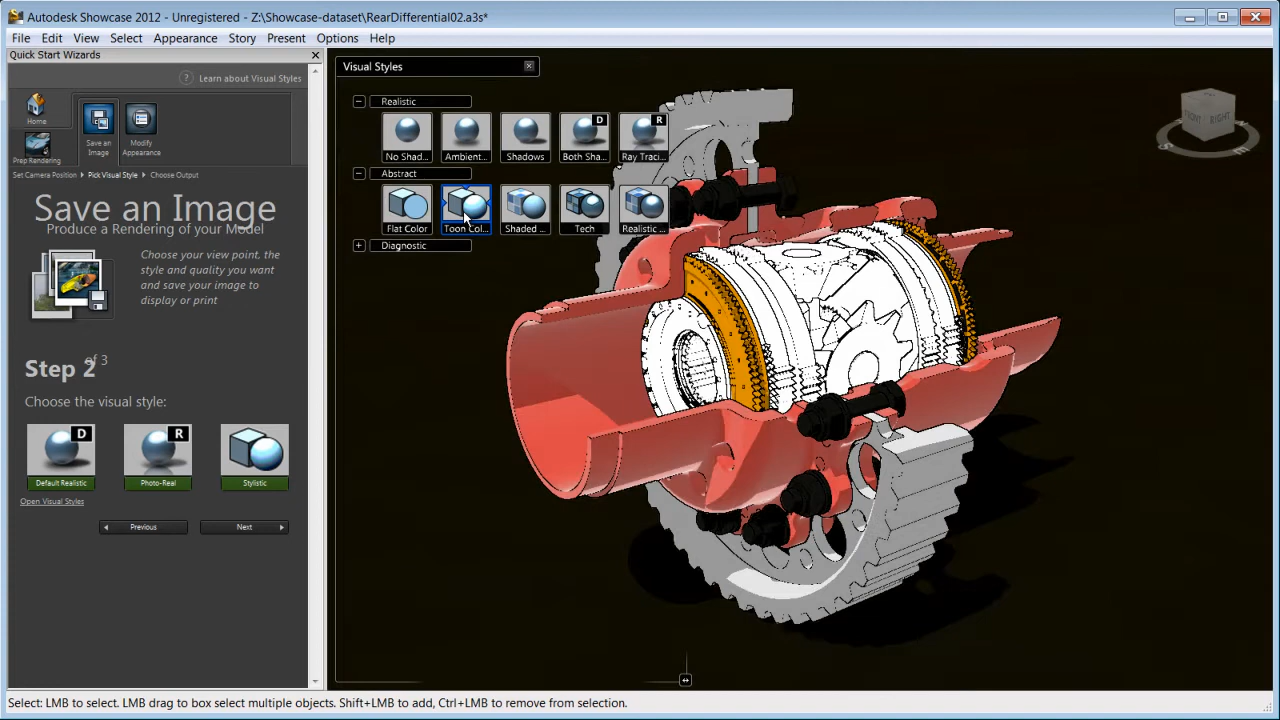 Autodesk Showcase 2012 - Unregistered - Z:\Showcase-dataset\RearDifferential02.a3s*
File Edit View Select Appearance Story Present Options Help
Quick Start Wizards
Visual Styles
? Learn about Visual Styles
Home
Prep Rendering
Save an Image
Modify Appearance
Set Camera Position Pick Visual Style Choose Output
Save an Image
Produce a Rendering of your Model
Choose your view point, the
style and quality you want
and save your image to
display or print
Step 2 of 3
Choose the visual style:
D
R
Default Realistic Photo-Real Stylistic
Open Visual Styles
Previous Next
Realistic
D
R
No Shad... Ambient... Shadows Both Sha... Ray Traci...
Abstract
Flat Color Toon Col... Shaded ... Tech Realistic ...
Diagnostic
FRONT RIGHT
Select: LMB to select. LMB drag to box select multiple objects. Shift+LMB to add, Ctrl+LMB to remove from selection.